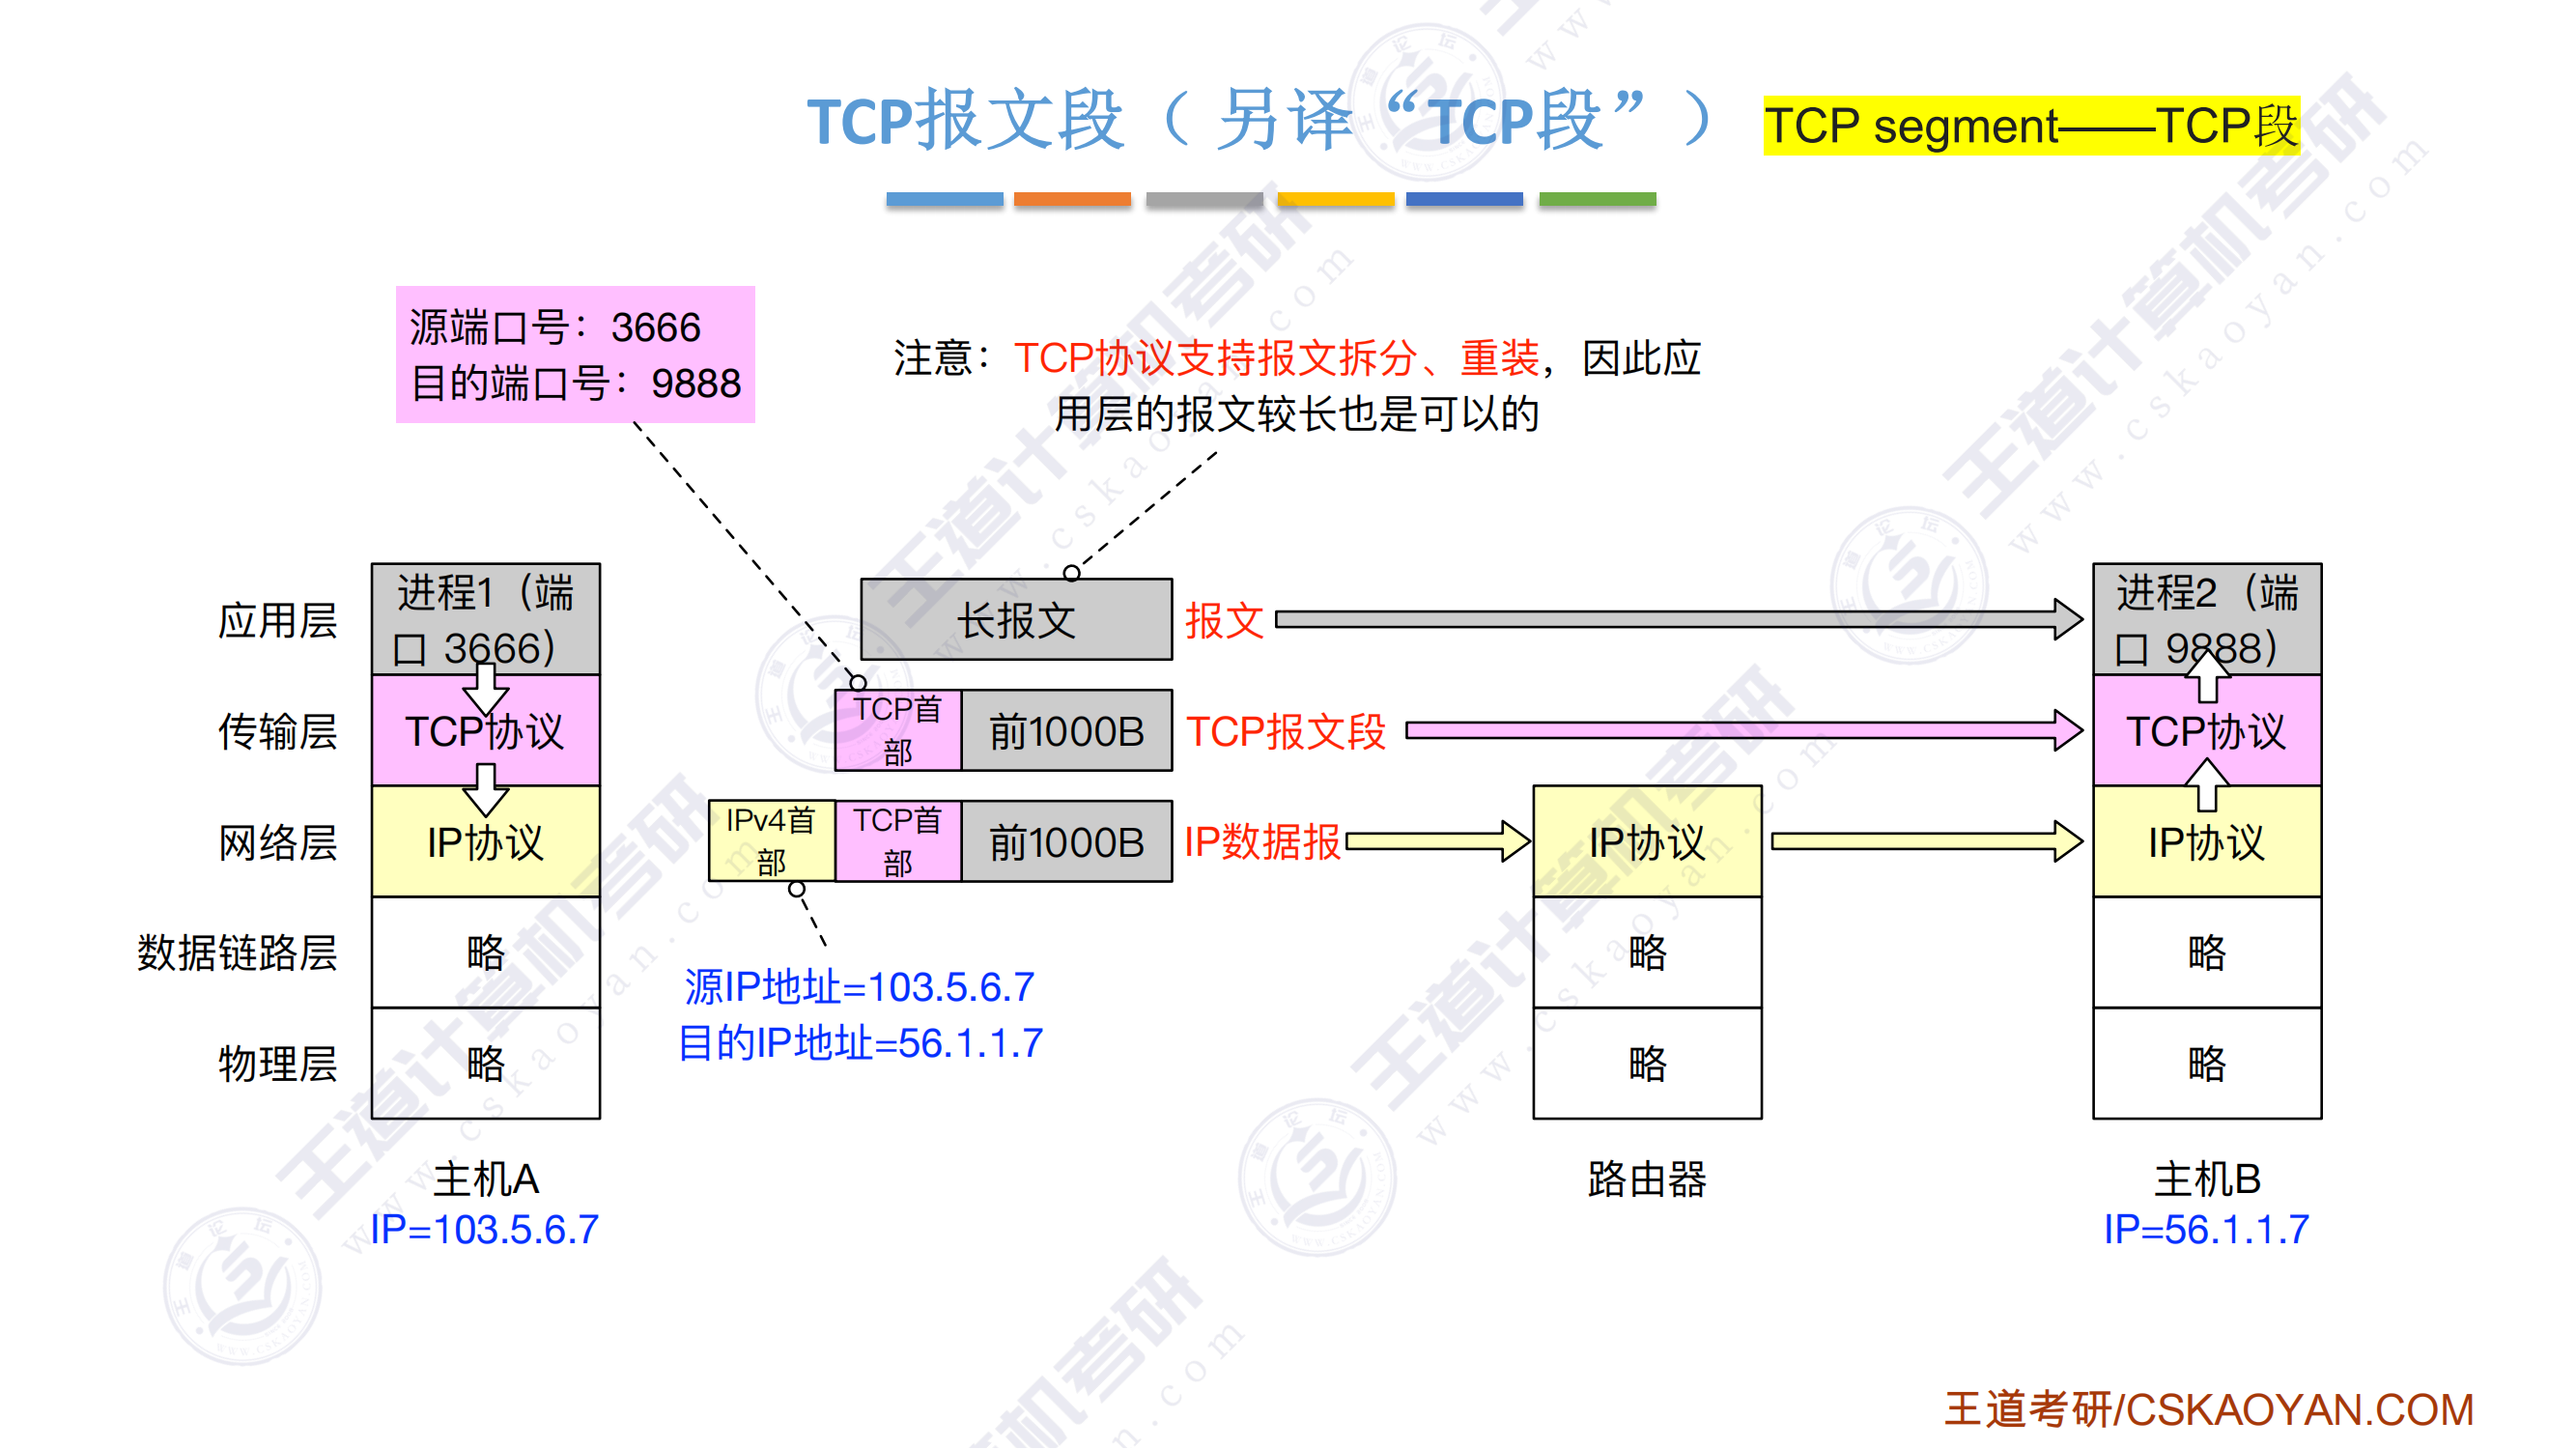 TCP报文段（另译“TCP段”）
TCP segment——TCP段
源端口号：3666
目的端口号：9888
注意：TCP协议支持报文拆分、重装，因此应
用层的报文较长也是可以的
应用层
进程1（端
口 3666）
长报文
报文
进程2（端
口 9888）
传输层
TCP协议
TCP首
部
前1000B
TCP报文段
TCP协议
网络层
IP协议
IPv4首
部
TCP首
部
前1000B
IP数据报
IP协议
IP协议
数据链路层
略
略
略
源IP地址=103.5.6.7
目的IP地址=56.1.1.7
物理层
略
略
略
主机A
IP=103.5.6.7
路由器
主机B
IP=56.1.1.7
王道考研/CSKAOYAN.COM
王道计算机考研
www.cskaoyan.com